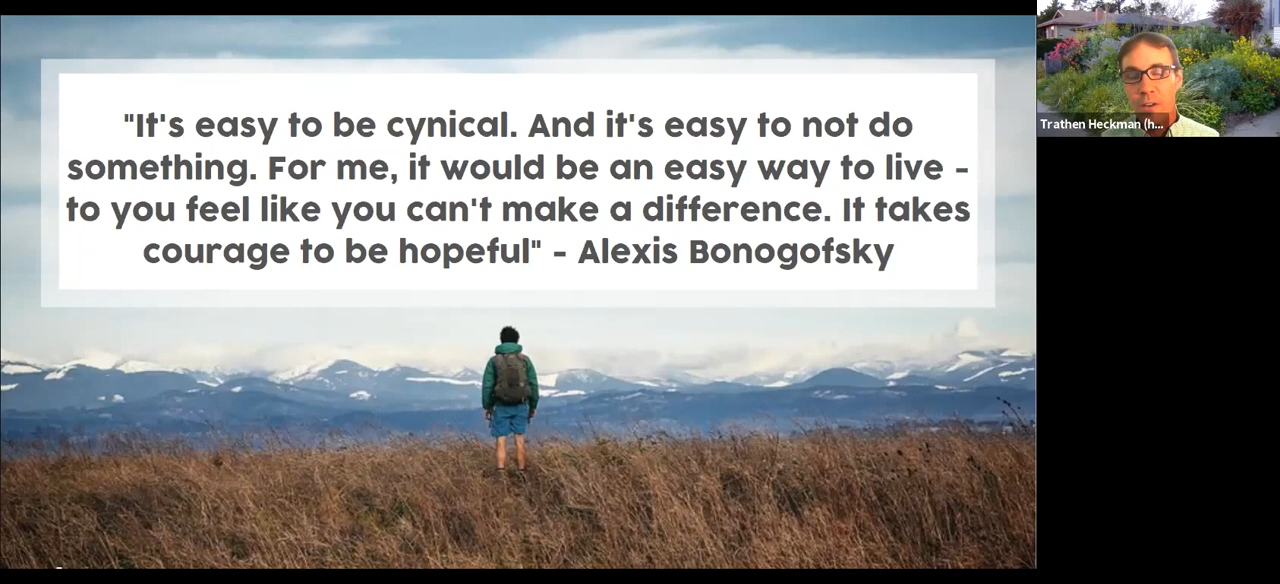 "It's easy to be cynical. And it's easy to not do
something. For me, it would be an easy way to live -
to you feel like you can't make a difference. It takes
courage to be hopeful" - Alexis Bonogofsky
Trathen Heckman (h...